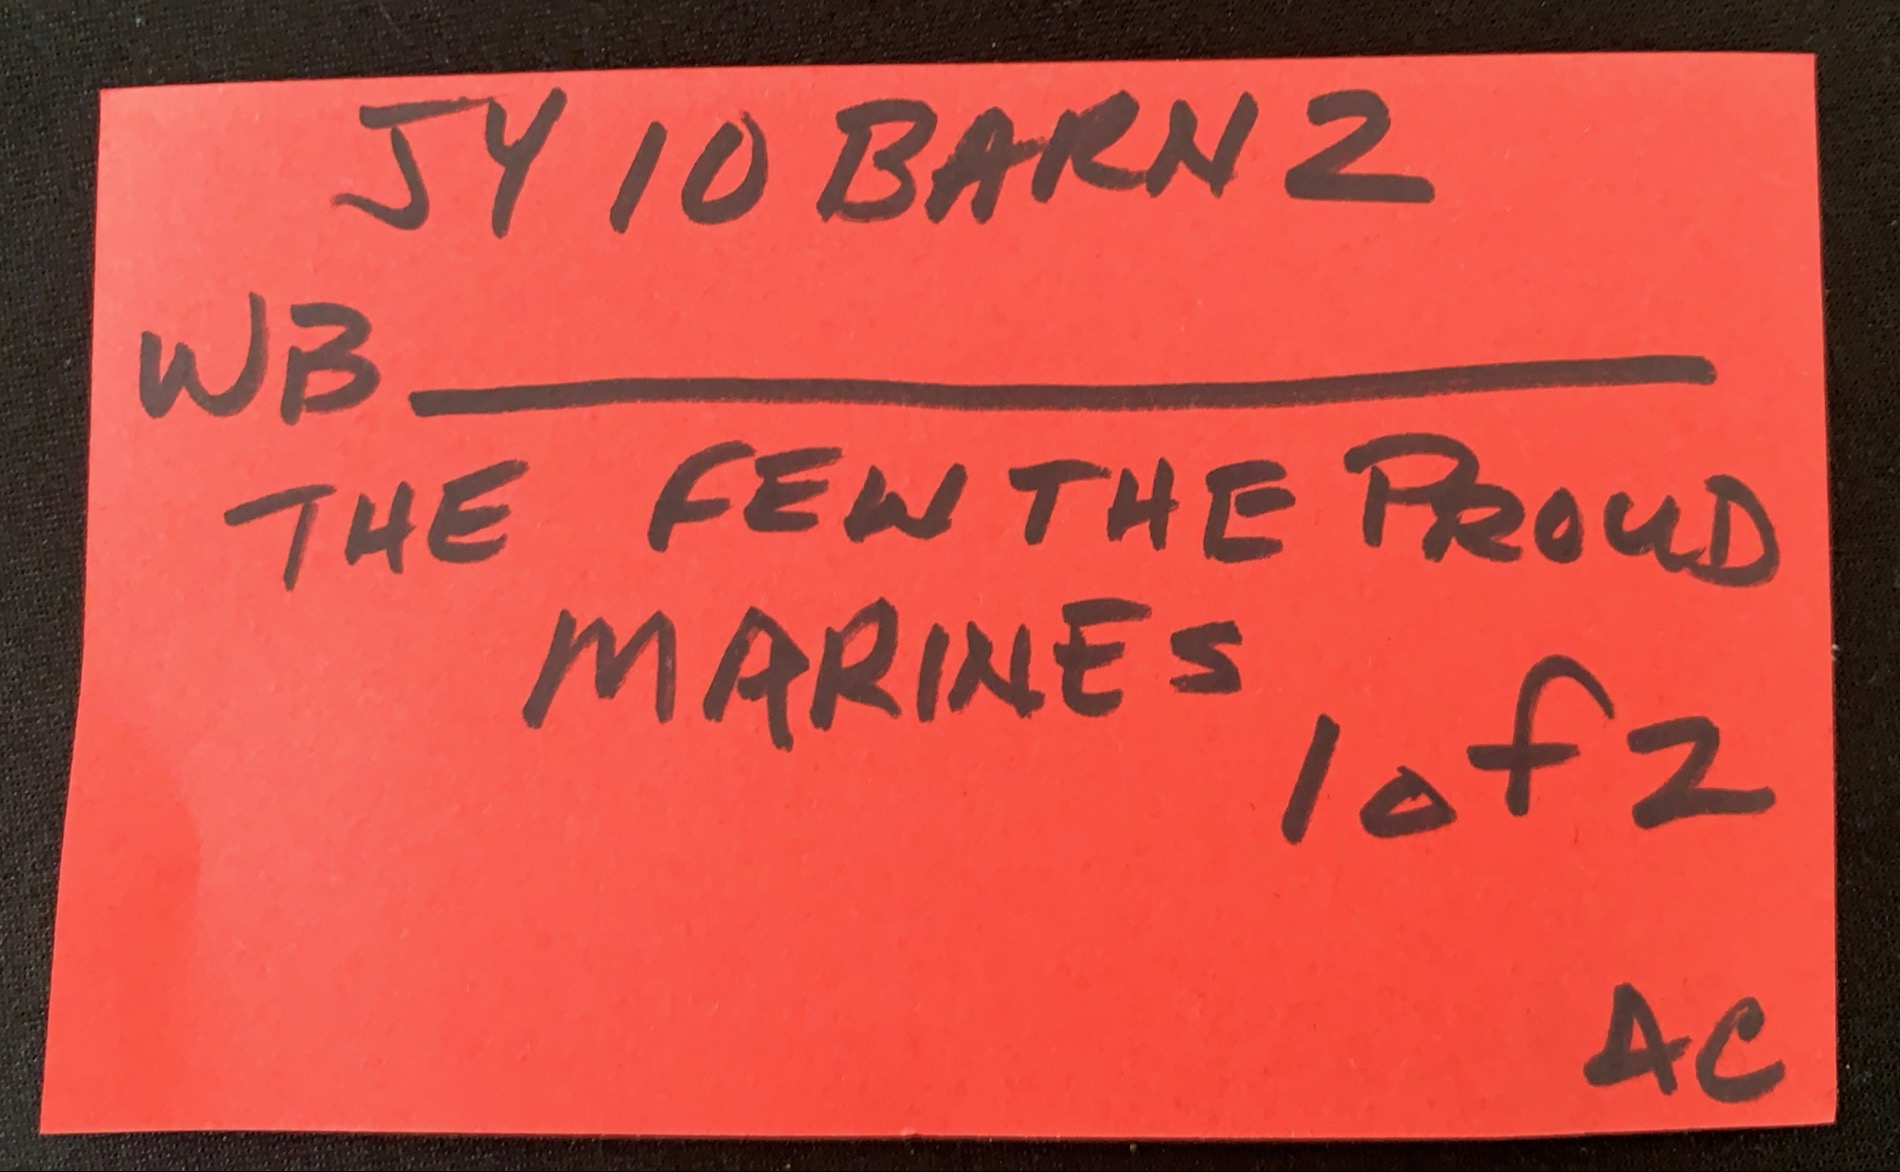 JY 10 BARN 2
WB
THE FEW THE PROUD
MARINES
1 of 2
AC